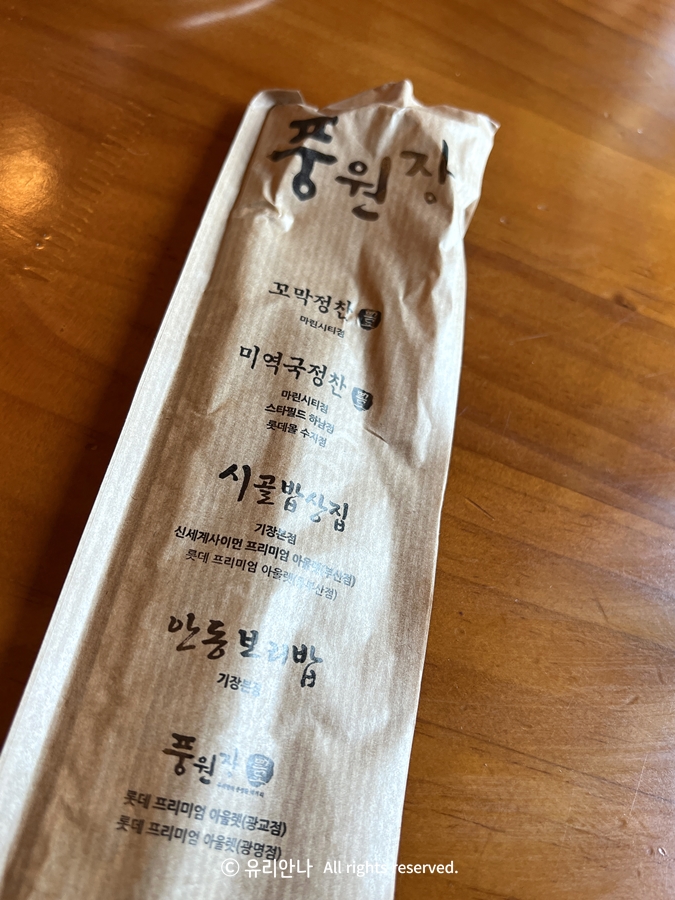 풍원장
꼬막정찬
마린시티점
미역국정찬
마린시티점
스타필드 하남점
롯데몰 수지점
시골밥상집
기장본점
신세계사이먼 프리미엄 아울렛(부산점)
롯데 프리미엄 아울렛(동부산점)
안동보리밥
기장본점
풍원장
롯데 프리미엄 아울렛(광교점)
롯데 프리미엄 아울렛(광명점)
© 유리안나 All rights reserved.